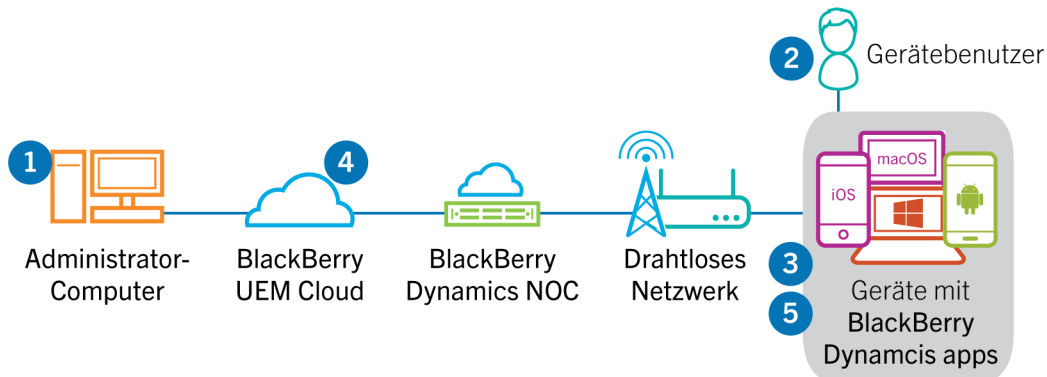 2
Gerätebenutzer
1
4
macOS
iOS
Administrator-
Computer
BlackBerry
UEM Cloud
BlackBerry
Dynamics NOC
Drahtloses
Netzwerk
3
5
Geräte mit
BlackBerry
Dynamcis apps